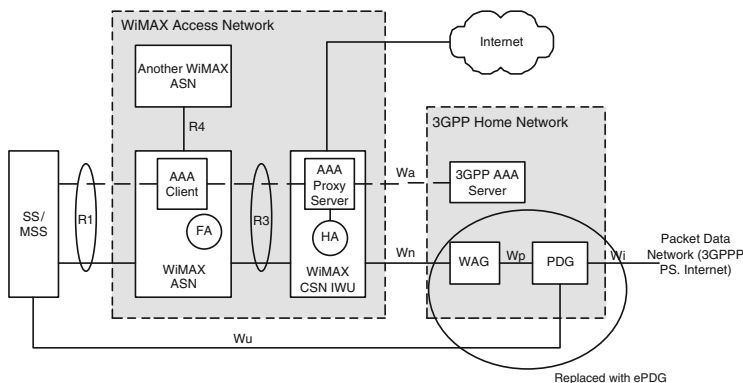 WiMAX Access Network
Internet
Another WiMAX
ASN
3GPP Home Network
R4
AAA
Client
AAA
Proxy
Server
Wa
3GPP AAA
Server
SS/
MSS
R1
R3
FA
HA
WiMAX
ASN
WiMAX
CSN IWU
Wn
WAG
Wp
PDG
Wi
Packet Data
Network (3GPPP
PS. Internet)
Wu
Replaced with ePDG